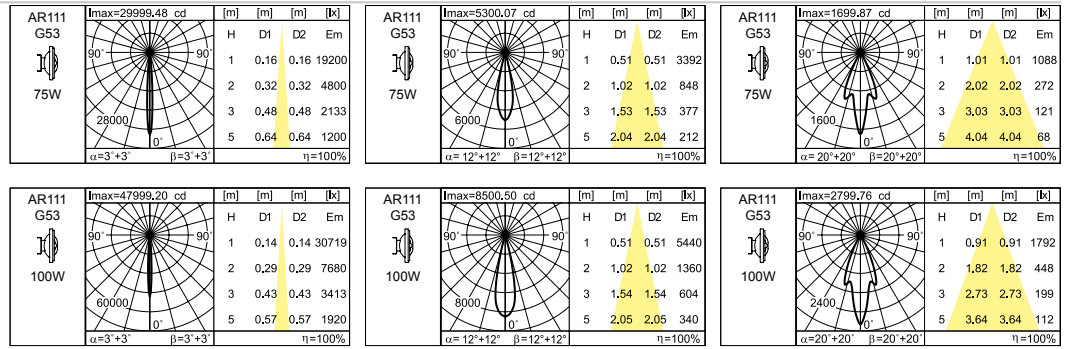 AR111
G53
75W
Imax=29999.48 cd
90° 90°
28000
0°
α=3°+3° β=3°+3°
[m] [m] [m] [lx]
H D1 D2 Em
1 0.16 0.16 19200
2 0.32 0.32 4800
3 0.48 0.48 2133
5 0.64 0.64 1200
η=100%
AR111
G53
75W
Imax=5300.07 cd
90° 90°
6000
0°
α= 12°+12° β=12°+12°
[m] [m] [m] [lx]
H D1 D2 Em
1 0.51 0.51 3392
2 1.02 1.02 848
3 1.53 1.53 377
5 2.04 2.04 212
η=100%
AR111
G53
75W
Imax=1699.87 cd
90° 90°
1600
0°
α= 20°+20° β=20°+20°
[m] [m] [m] [lx]
H D1 D2 Em
1 1.01 1.01 1088
2 2.02 2.02 272
3 3.03 3.03 121
5 4.04 4.04 68
η=100%
AR111
G53
100W
Imax=47999.20 cd
90° 90°
60000
0°
α=3°+3° β=3°+3°
[m] [m] [m] [lx]
H D1 D2 Em
1 0.14 0.14 30719
2 0.29 0.29 7680
3 0.43 0.43 3413
5 0.57 0.57 1920
η=100%
AR111
G53
100W
Imax=8500.50 cd
90° 90°
8000
0°
α= 12°+12° β=12°+12°
[m] [m] [m] [lx]
H D1 D2 Em
1 0.51 0.51 5440
2 1.02 1.02 1360
3 1.54 1.54 604
5 2.05 2.05 340
η=100%
AR111
G53
100W
Imax=2799.76 cd
90° 90°
2400
0°
α=20°+20° β=20°+20°
[m] [m] [m] [lx]
H D1 D2 Em
1 0.91 0.91 1792
2 1.82 1.82 448
3 2.73 2.73 199
5 3.64 3.64 112
η=100%